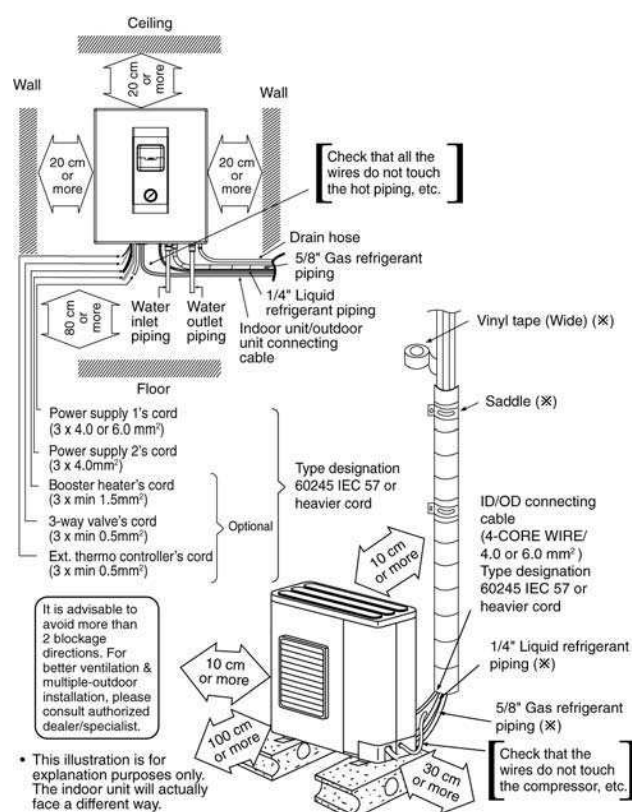 Ceiling
20 cm
or
more
Wall
Wall
20 cm
or more
20 cm
or more
Check that all the
wires do not touch
the hot piping, etc.
Drain hose
5/8" Gas refrigerant
piping
1/4" Liquid
refrigerant piping
Indoor unit/outdoor
unit connecting
cable
Water
inlet
piping
Water
outlet
piping
80 cm
or
more
Floor
Vinyl tape (Wide) (※)
Saddle (※)
Power supply 1's cord
(3 x 4.0 or 6.0 mm²)
Power supply 2's cord
(3 x 4.0mm²)
Booster heater's cord
(3 x min 1.5mm²)
3-way valve's cord
(3 x min 0.5mm²)
Ext. thermo controller's cord
(3 x min 0.5mm²)
Optional
Type designation
60245 IEC 57 or
heavier cord
ID/OD connecting
cable
(4-CORE WIRE/
4.0 or 6.0 mm²)
Type designation
60245 IEC 57 or
heavier cord
10 cm
or more
It is advisable to
avoid more than
2 blockage
directions. For
better ventilation &
multiple-outdoor
installation, please
consult authorized
dealer/specialist.
10 cm
or more
100 cm
or more
30 cm
or more
1/4" Liquid refrigerant
piping (※)
5/8" Gas refrigerant
piping (※)
Check that the
wires do not touch
the compressor, etc.
• This illustration is for
explanation purposes only.
The indoor unit will actually
face a different way.